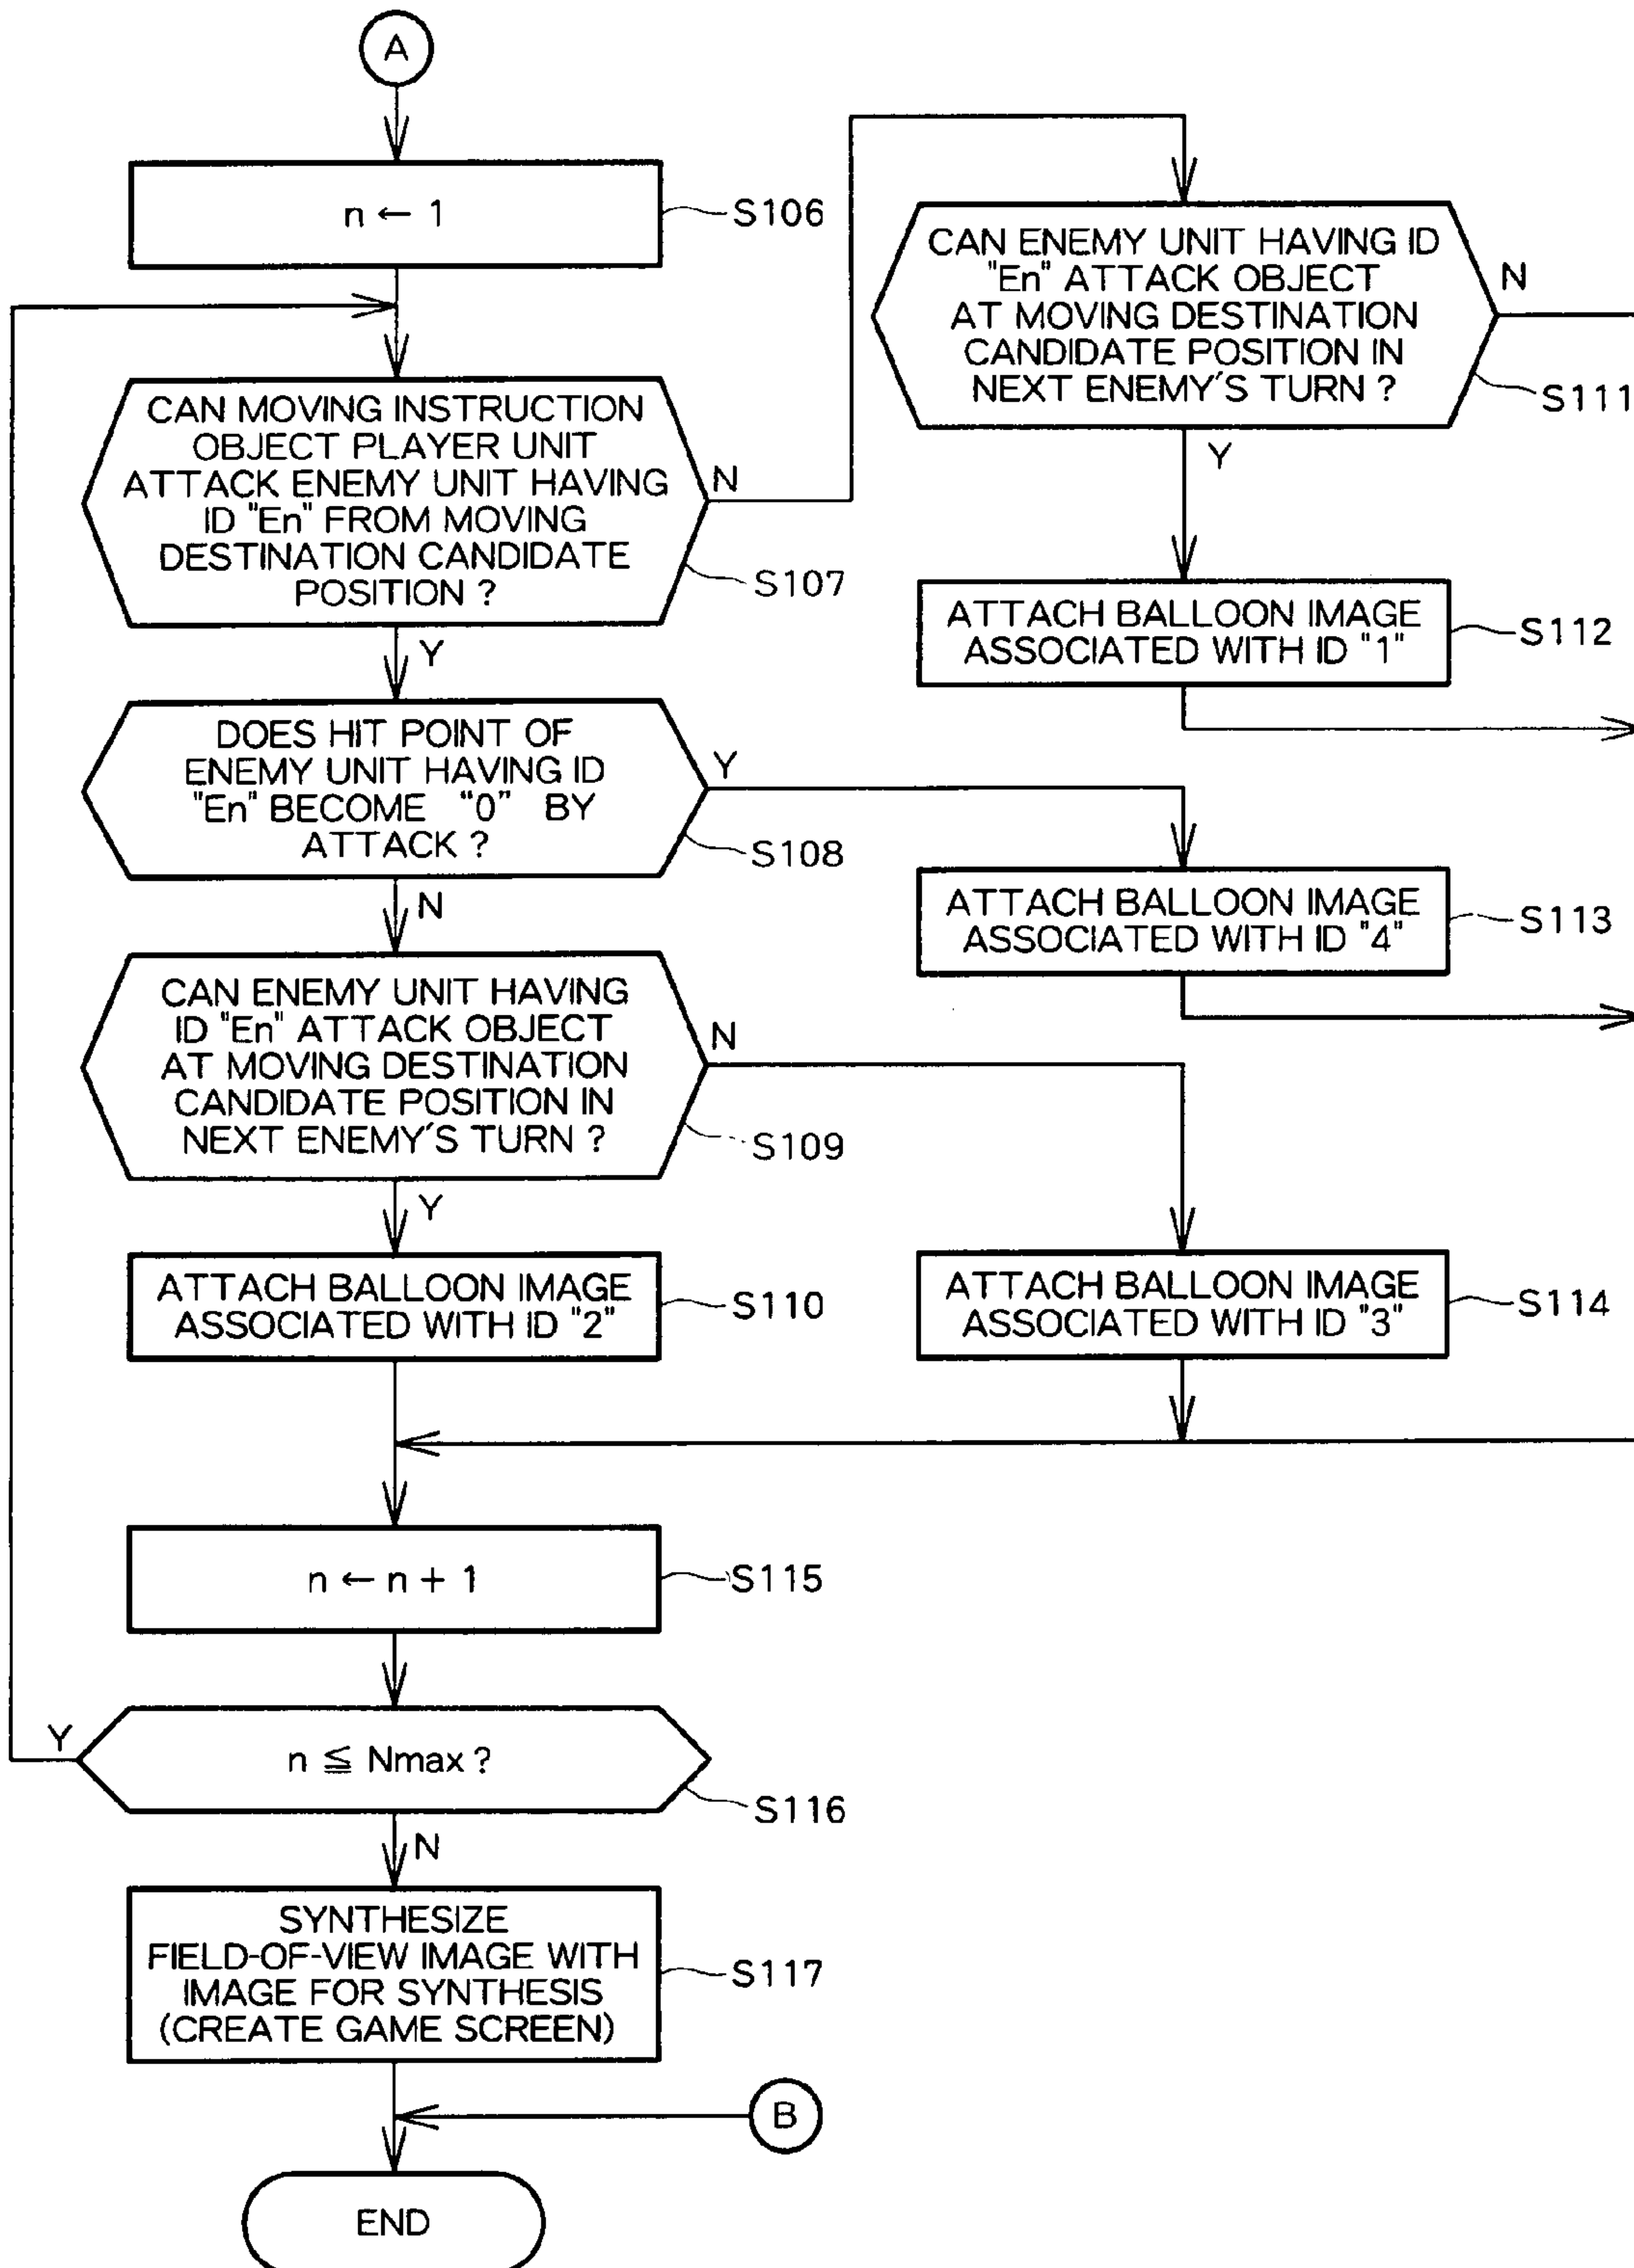 A
n ← 1
S106
CAN MOVING INSTRUCTION
OBJECT PLAYER UNIT
ATTACK ENEMY UNIT HAVING
ID "En" FROM MOVING
DESTINATION CANDIDATE
POSITION ?
N
S107
Y
CAN ENEMY UNIT HAVING ID
"En" ATTACK OBJECT
AT MOVING DESTINATION
CANDIDATE POSITION IN
NEXT ENEMY'S TURN ?
N
S111
Y
ATTACH BALLOON IMAGE
ASSOCIATED WITH ID "1"
S112
DOES HIT POINT OF
ENEMY UNIT HAVING ID
"En" BECOME "0" BY
ATTACK ?
Y
S108
N
ATTACH BALLOON IMAGE
ASSOCIATED WITH ID "4"
S113
CAN ENEMY UNIT HAVING
ID "En" ATTACK OBJECT
AT MOVING DESTINATION
CANDIDATE POSITION IN
NEXT ENEMY'S TURN ?
N
S109
Y
ATTACH BALLOON IMAGE
ASSOCIATED WITH ID "2"
S110
ATTACH BALLOON IMAGE
ASSOCIATED WITH ID "3"
S114
n ← n + 1
S115
Y
n ≦ Nmax ?
S116
N
SYNTHESIZE
FIELD-OF-VIEW IMAGE WITH
IMAGE FOR SYNTHESIS
(CREATE GAME SCREEN)
S117
B
END